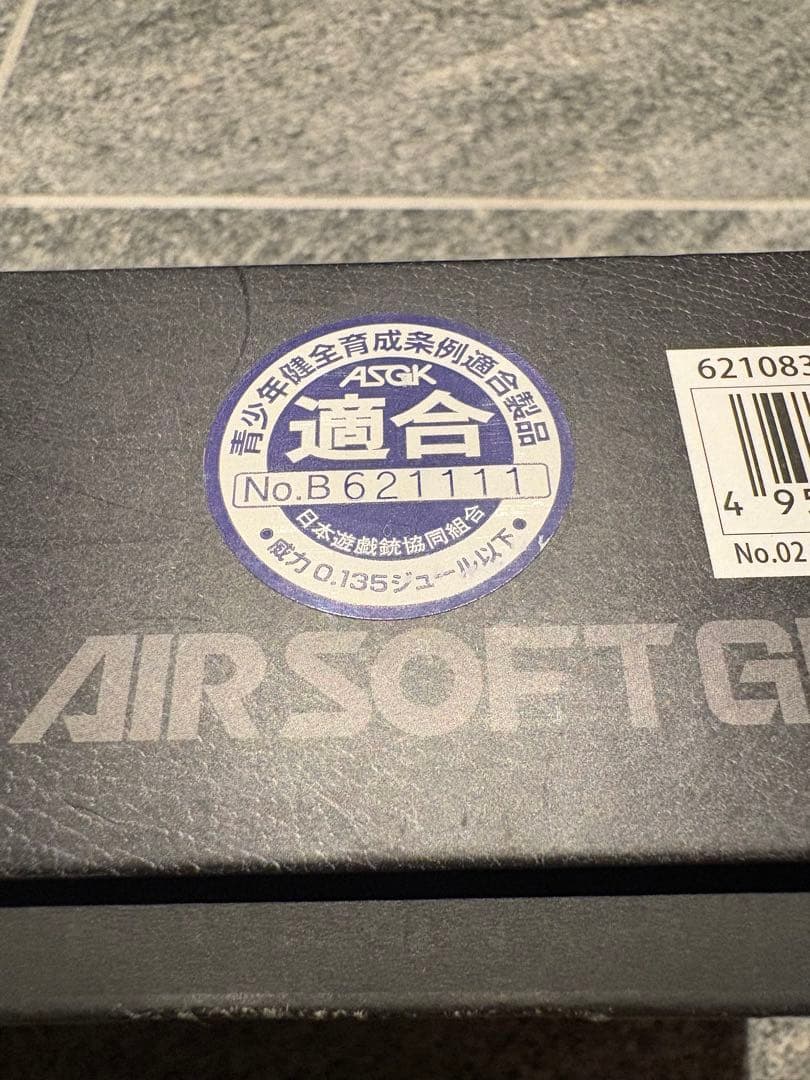 青少年健全育成条例適合製品
ASGK
適合
No.B621111
日本遊戯銃協同組合
•威力 0.135ジュール以下•
AIRSOFT G
621083
4 95
No.02